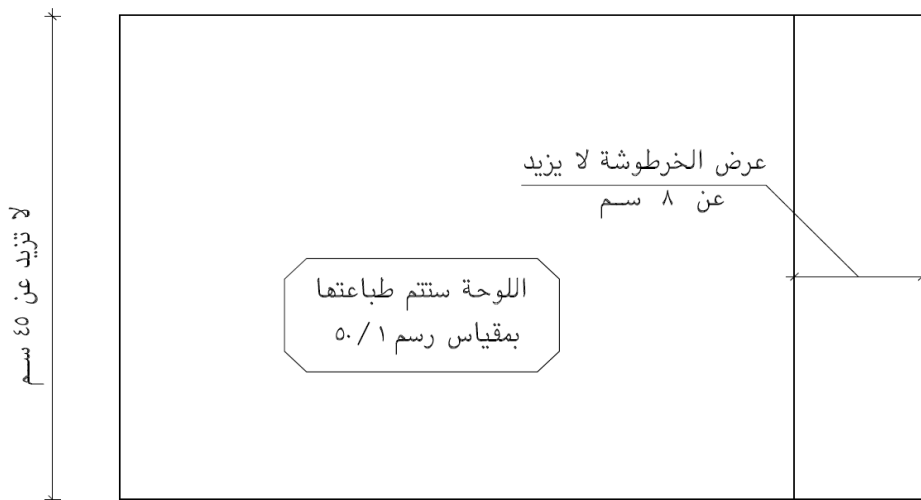 عرض الخرطوشة لا يزيد
عن ٨ سم
اللوحة ستتم طباعتها
بمقياس رسم ٥٠/١
لا تزيد عن ٤٥ سم